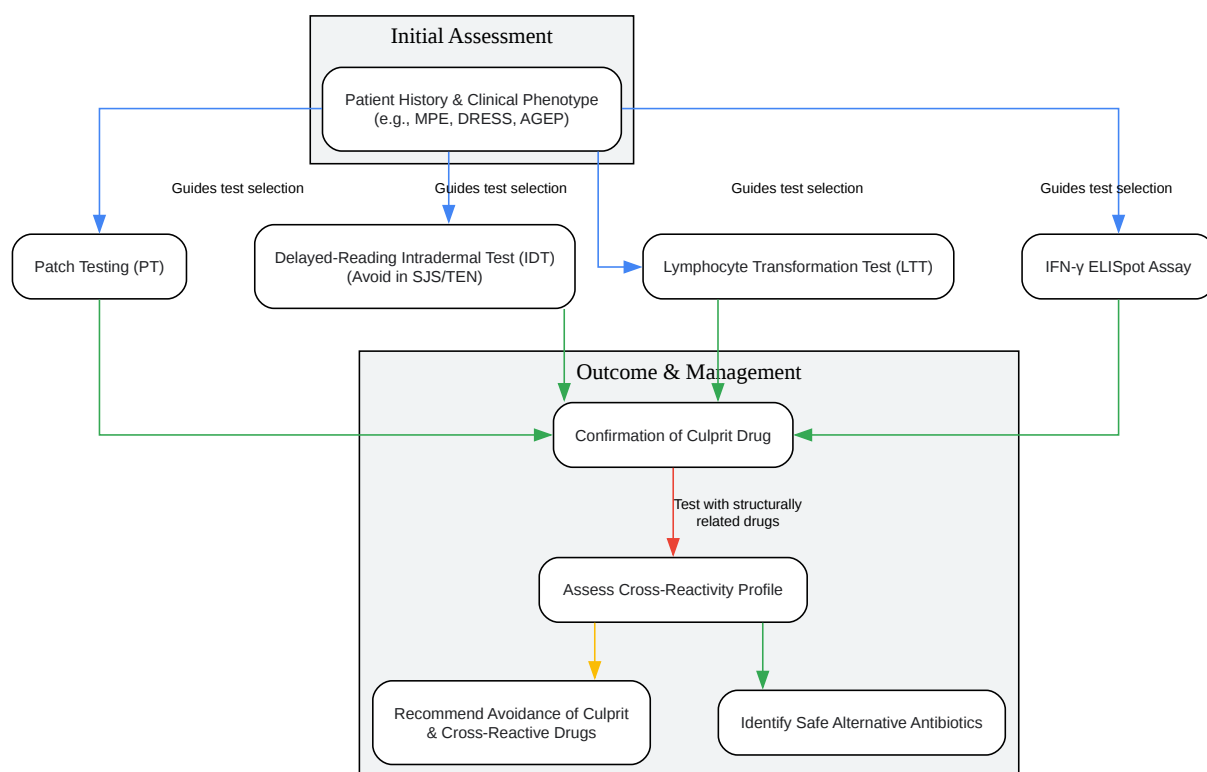 Initial Assessment
Patient History & Clinical Phenotype
(e.g., MPE, DRESS, AGEP)
Guides test selection
Guides test selection
Guides test selection
Guides test selection
Patch Testing (PT)
Delayed-Reading Intradermal Test (IDT)
(Avoid in SJS/TEN)
Lymphocyte Transformation Test (LTT)
IFN-γ ELISpot Assay
Outcome & Management
Confirmation of Culprit Drug
Test with structurally
related drugs
Assess Cross-Reactivity Profile
Recommend Avoidance of Culprit
& Cross-Reactive Drugs
Identify Safe Alternative Antibiotics